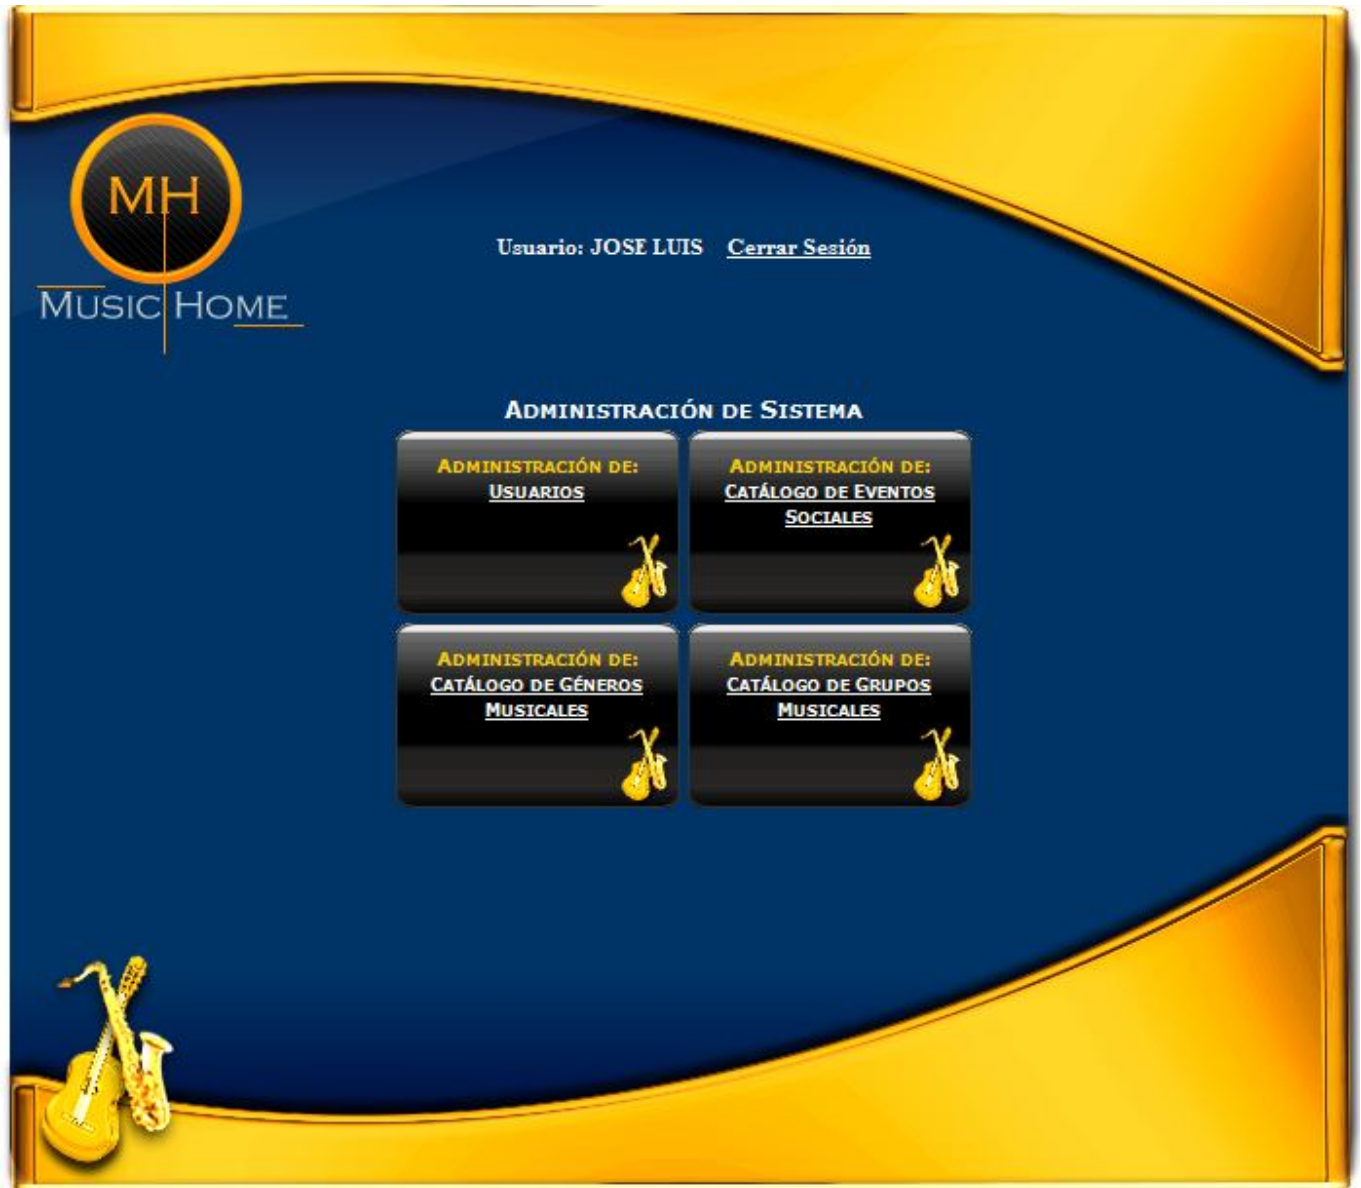 MH
MUSIC HOME
Usuario: JOSE LUIS Cerrar Sesión
ADMINISTRACIÓN DE SISTEMA
ADMINISTRACIÓN DE:
USUARIOS
ADMINISTRACIÓN DE:
CATÁLOGO DE EVENTOS
SOCIALES
ADMINISTRACIÓN DE:
CATÁLOGO DE GÉNEROS
MUSICALES
ADMINISTRACIÓN DE:
CATÁLOGO DE GRUPOS
MUSICALES